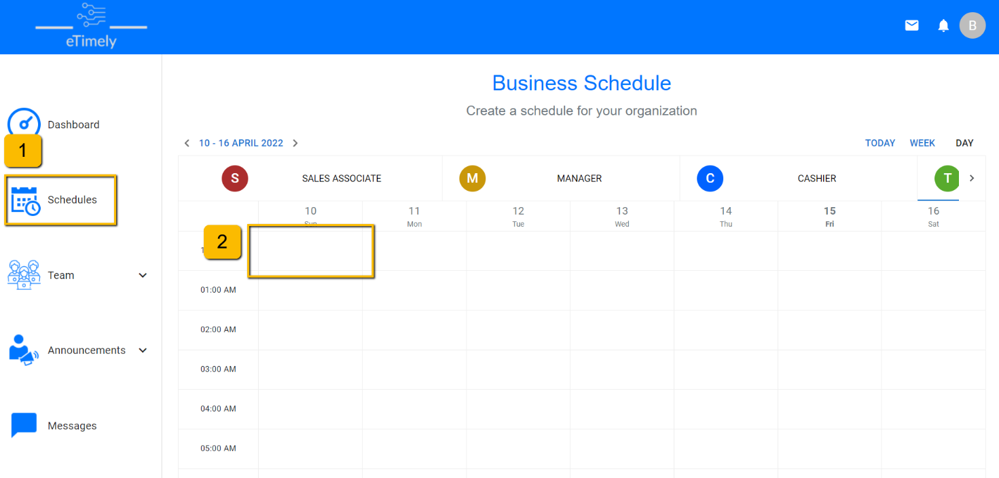 eTimely
B
Business Schedule
Create a schedule for your organization
Dashboard
1
Schedules
Team
Announcements
Messages
10 - 16 APRIL 2022
TODAY WEEK DAY
S SALES ASSOCIATE M MANAGER C CASHIER T
10 11 12 13 14 15 16
Sun Mon Tue Wed Thu Fri Sat
2
01:00 AM
02:00 AM
03:00 AM
04:00 AM
05:00 AM